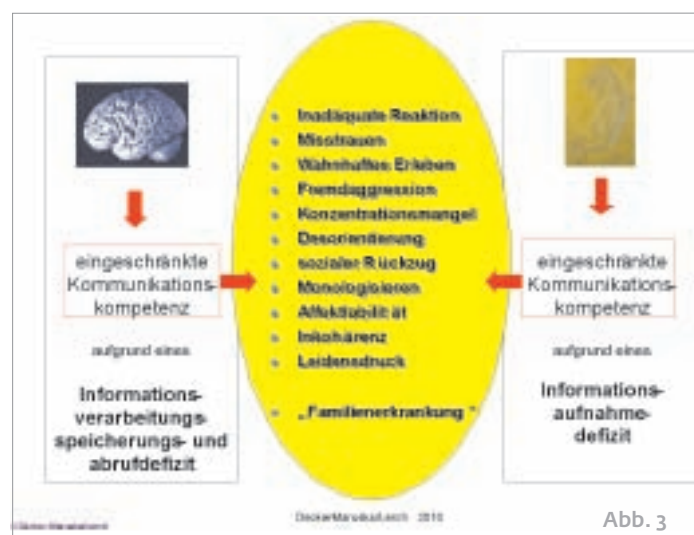 eingeschränkte
Kommunikations-
kompetenz
aufgrund eines
Informations-
verarbeitungs-
speicherungs- und
abrufdefizit
Inadäquate Reaktion
Misstrauen
Wahnhaftes Erleben
Fremdaggression
Konzentrationsmangel
Desorientierung
sozialer Rückzug
Monologisieren
Affektlabilität
Inkohärenz
Leidensdruck
„Familienerkrankung“
eingeschränkte
Kommunikations-
kompetenz
aufgrund eines
Informations-
aufnahme-
defizit
2010
Abb. 3